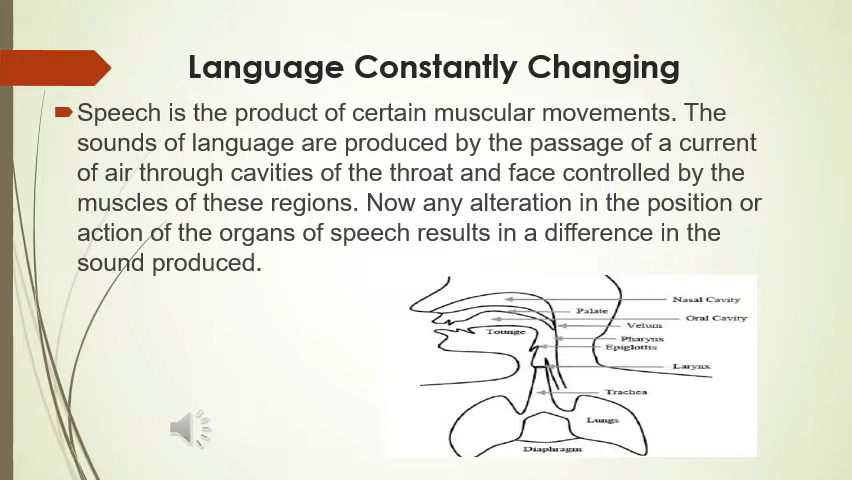 Language Constantly Changing
Speech is the product of certain muscular movements. The
sounds of language are produced by the passage of a current
of air through cavities of the throat and face controlled by the
muscles of these regions. Now any alteration in the position or
action of the organs of speech results in a difference in the
sound produced.
Nasal Cavity
Palate
Oral Cavity
Velum
Tounge
Pharynx
Epiglottis
Larynx
Trachea
Lungs
Diaphragm